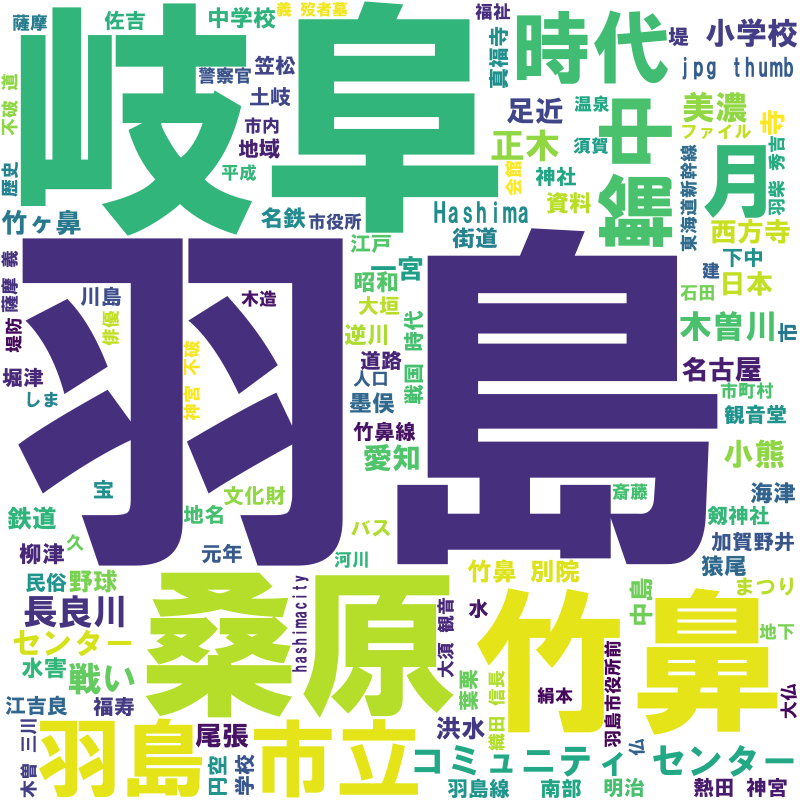 薩摩
佐吉
中学校
義 歿者墓
福祉
真福寺
時代
堤
小学校
jpg thumb
岐阜
警察官
笠松
土岐
市内
地域
平成
不破 道
歴史
竹ヶ鼻
名鉄
市役所
足近
正木
温泉
須賀
会館
神社
資料
輪中
美濃
ファイル
寺
月
羽柴 秀吉
東海道新幹線
西方寺
Hashima
街道
江戸
一宮
昭和
大垣
逆川
道路
人口
墨俣
戦国 時代
竹鼻線
愛知
下中
建
日本
石田
木曽川
市
名古屋
市町村
観音堂
小熊
薩摩 義
川島
木造
俳優
堤防
神宮 不破
堀津
しま
羽島
宝
文化財
地名
鉄道
久
柳津
元年
バス
河川
斎藤
海津
剱神社
加賀野井
猿尾
竹鼻 別院
まつり
民俗
野球
長良川
センター
水害
戦い
桑原
hashimacity
大須 観音
水
竹鼻
中島
地下
葉栗
絹本
羽島市役所前
大仏
仏
江吉良
福寿
尾張
洪水
織田 信長
木曽 三川
羽島
市立
円空
学校
コミュニティ センター
羽島線
南部
明治
熱田 神宮